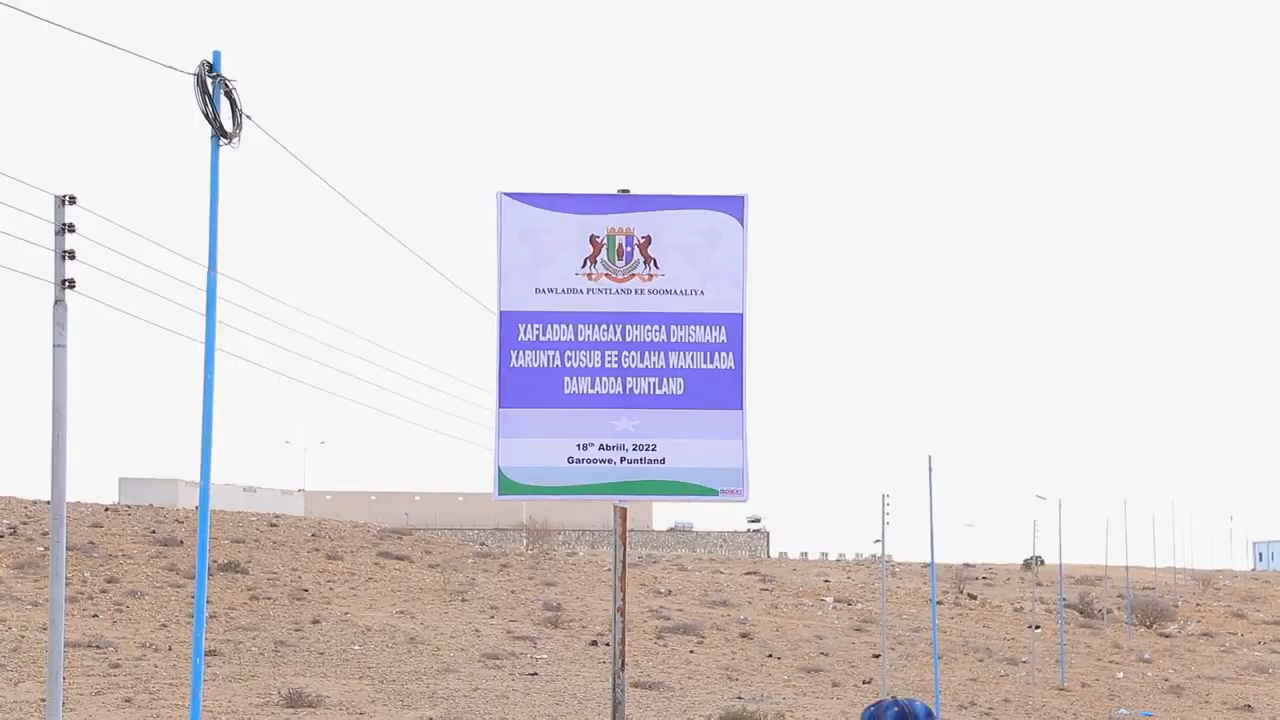 DAWLADDA PUNTLAND EE SOOMAALIYA
XAFLADDA DHAGAX DHIGGA DHISMAHA
XARUNTA CUSUB EE GOLAHA WAKIILLADA
DAWLADDA PUNTLAND
18th Abriil, 2022
Garoowe, Puntland